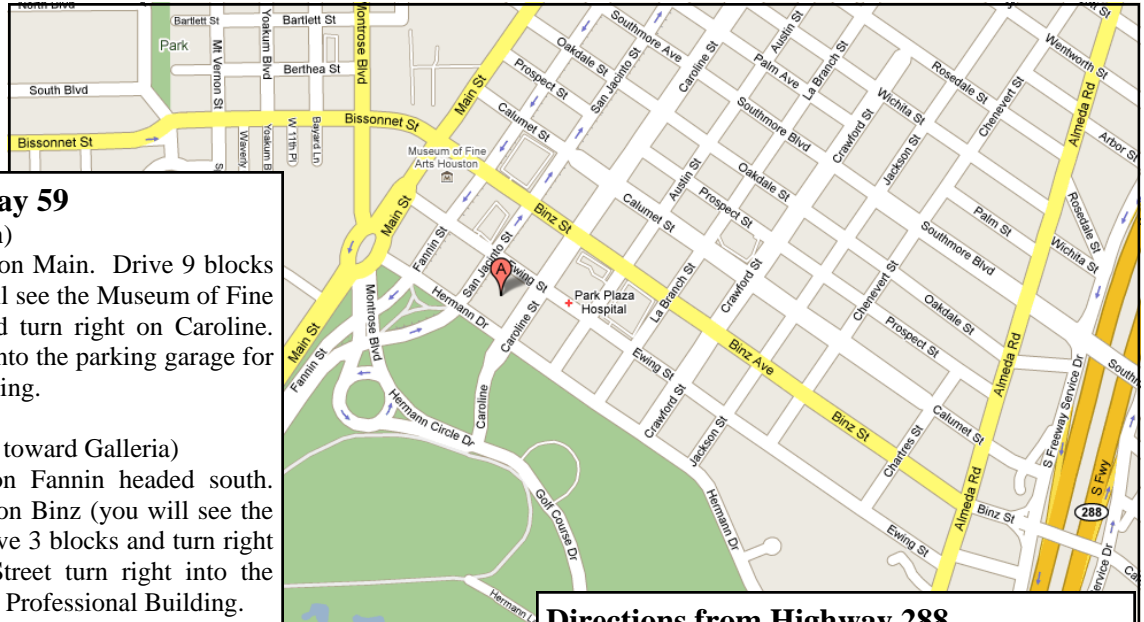 North Blvd
Bartlett St
Bartlett St
Park
Mt Vernon St
Yoakum Blvd
Berthea St
Montrose Blvd
South Blvd
Bissonnet St
Bissonnet St
Waverly
Yoakum B
W 11th Pl
Bayard Ln
Main St
Museum of Fine
Arts Houston
Southmore Ave
Oakdale St
Prospect St
San Jacinto St
Calumet St
Caroline St
Austin St
Palm Ave
La Branch St
Southmore Blvd
Crawford St
Wichita St
Rosedale St
Wentworth St
Chenevert St
Jackson St
Almeda Rd
Arbor S
Austin St
Oakdale St
Prospect St
Calumet St
Binz St
Main St
Fannin St
San Jacinto St
Ewing St
A
Park Plaza
Hospital
La Branch St
Crawford St
Palm St
Rosedale St
Wichita St
Southmore Blvd
Chenevert St
Oakdale St
Prospect St
Hermann Dr
Caroline St
Montrose Blvd
Main St
Fannin St
Hermann Circle Dr
Caroline
Ewing St
Binz Ave
Crawford St
Jackson St
Binz St
Calumet St
Chartres St
Almeda Rd
S Freeway Service Dr
South
S Fwy
288
Almeda Rd
Binz St
Ewing St
Hermann Dr
Golf Course Dr
Hermann L
ervice Dr
Ca
ay 59
n)
on Main. Drive 9 blocks
ll see the Museum of Fine
d turn right on Caroline.
nto the parking garage for
ing.
toward Galleria)
on Fannin headed south.
on Binz (you will see the
ve 3 blocks and turn right
Street turn right into the
Professional Building.
Directions from Highway 288